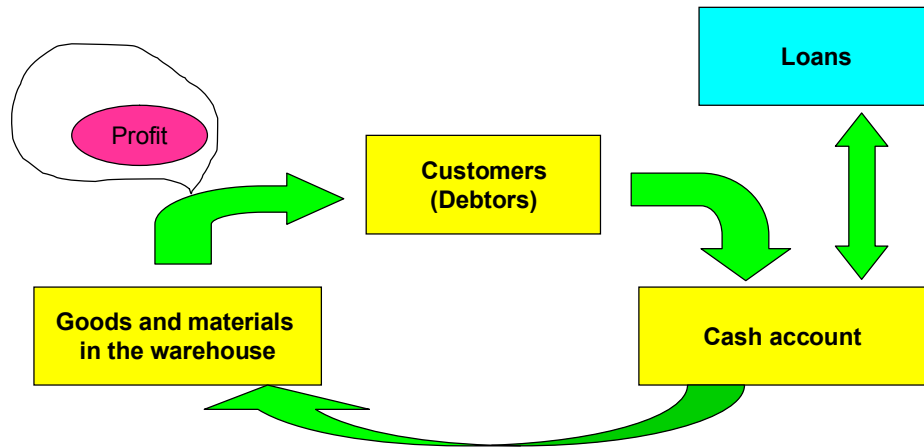 Loans
Profit
Customers
(Debtors)
Goods and materials
in the warehouse
Cash account